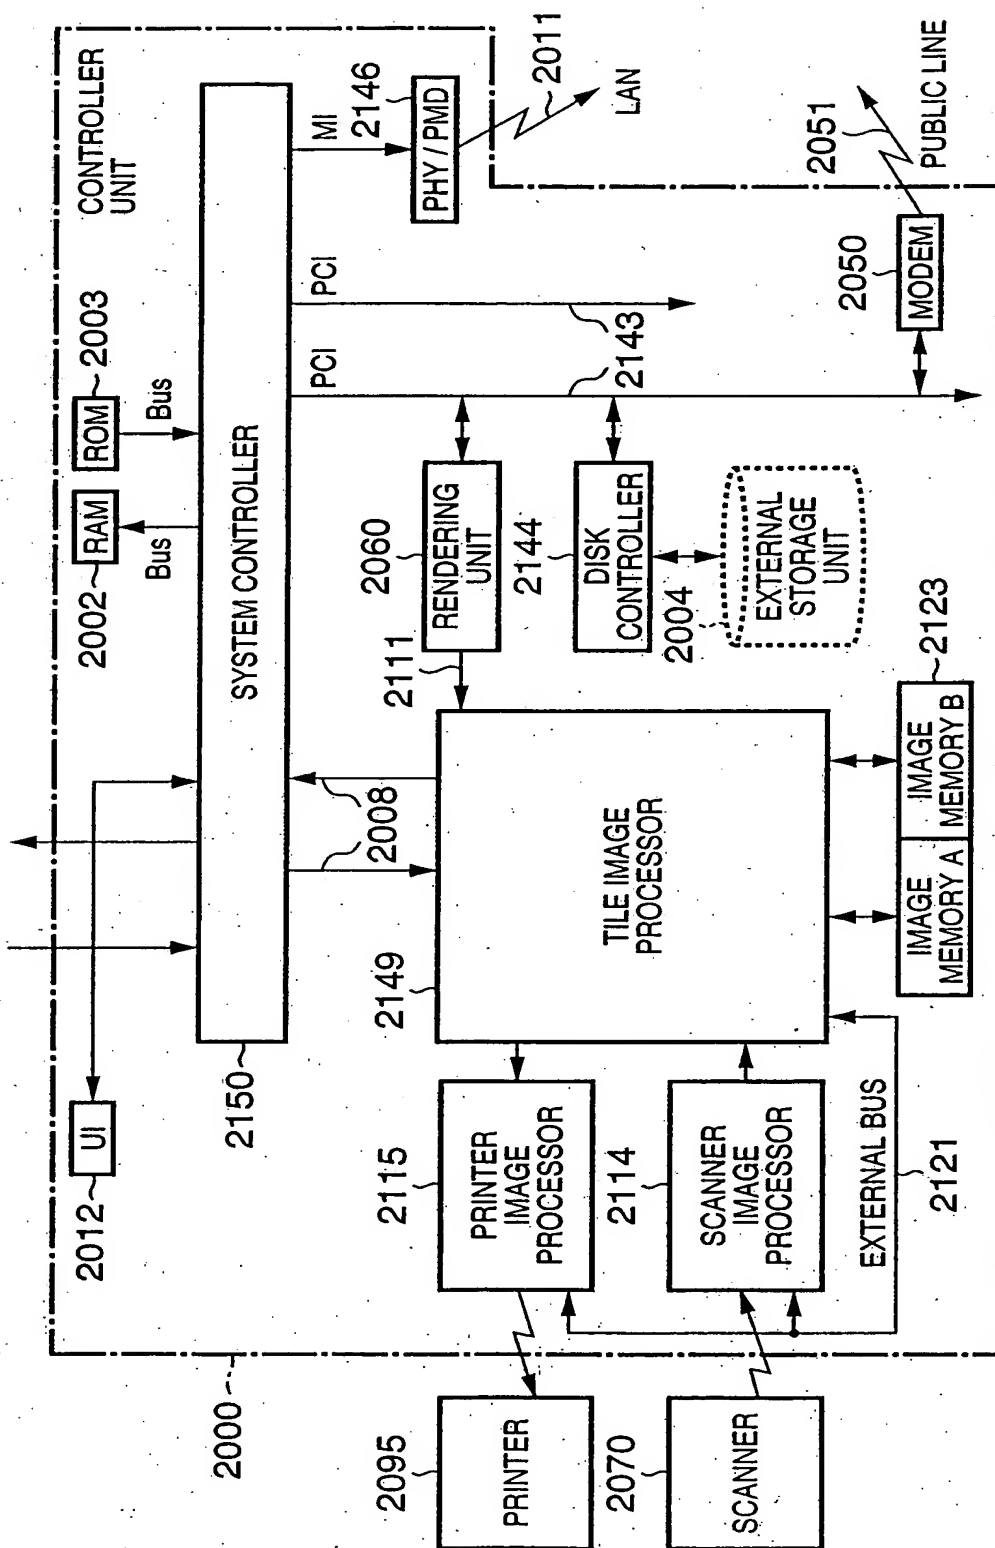 2000
CONTROLLER
UNIT
2012
UI
2002
RAM
Bus
2003
ROM
Bus
2150
SYSTEM CONTROLLER
MI
2146
PHY / PMD
2011
LAN
PCI
PCI
2143
2008
2111
2060
RENDERING
UNIT
2144
DISK
CONTROLLER
2004
EXTERNAL
STORAGE
UNIT
2050
MODEM
2051
PUBLIC LINE
2149
TILE IMAGE
PROCESSOR
2115
PRINTER
IMAGE
PROCESSOR
2114
SCANNER
IMAGE
PROCESSOR
EXTERNAL BUS
2121
IMAGE
MEMORY A
IMAGE
MEMORY B
2123
2095
PRINTER
2070
SCANNER